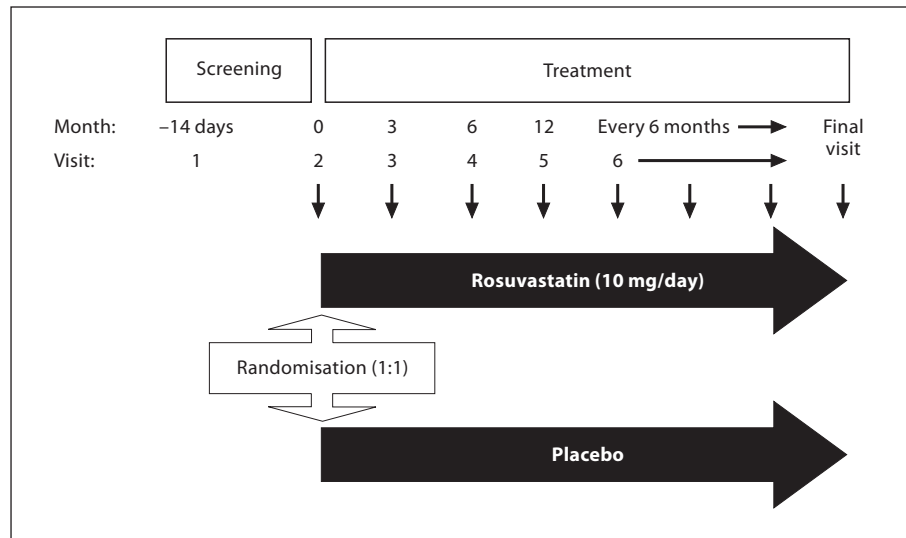 Screening
Treatment
Month: –14 days 0 3 6 12 Every 6 months Final
visit
Visit: 1 2 3 4 5 6
Rosuvastatin (10 mg/day)
Randomisation (1:1)
Placebo